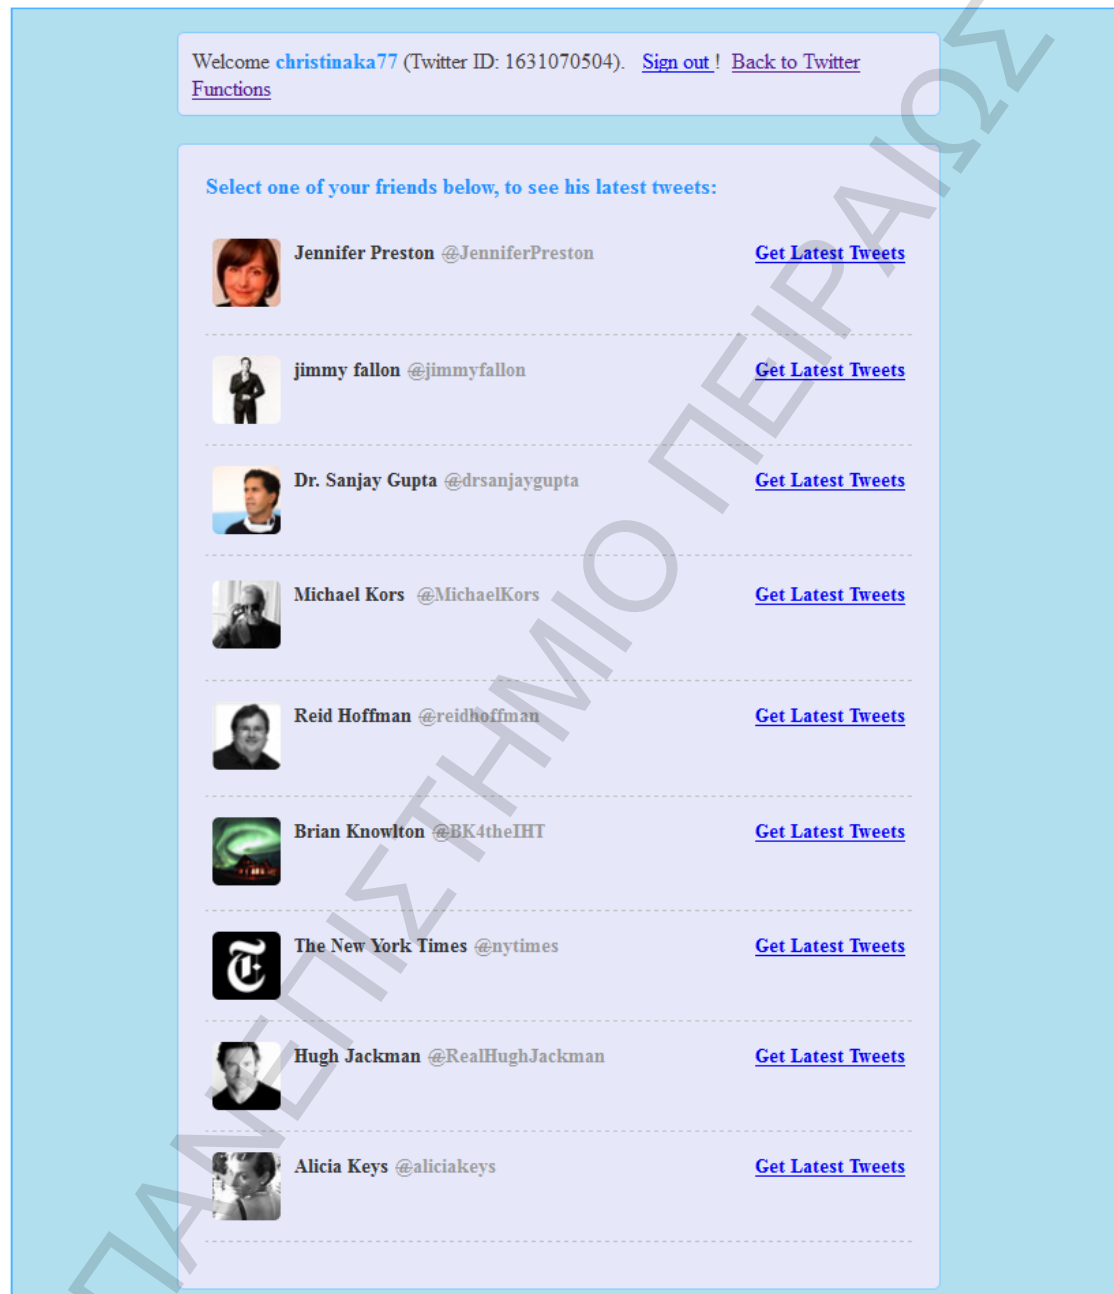 Welcome christinaka77 (Twitter ID: 1631070504). Sign out ! Back to Twitter
Functions
Select one of your friends below, to see his latest tweets:
Jennifer Preston @JenniferPreston Get Latest Tweets
jimmy fallon @jimmyfallon Get Latest Tweets
Dr. Sanjay Gupta @drsanjaygupta Get Latest Tweets
Michael Kors @MichaelKors Get Latest Tweets
Reid Hoffman @reidhoffman Get Latest Tweets
Brian Knowlton @BK4theIHT Get Latest Tweets
The New York Times @nytimes Get Latest Tweets
Hugh Jackman @RealHughJackman Get Latest Tweets
Alicia Keys @aliciakeys Get Latest Tweets
ΠΑΝΕΠΙΣΤΗΜΙΟ ΠΕΙΡΑΙΩΣ